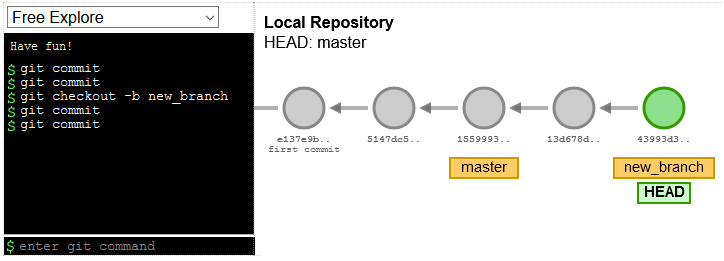 Free Explore
Have fun!
$ git commit
$ git commit
$ git checkout -b new_branch
$ git commit
$ git commit
$ enter git command
Local Repository
HEAD: master
e137e9b.. 5147dc5.. 1559993.. 13d678d.. 43993d3..
first commit
master new_branch
HEAD